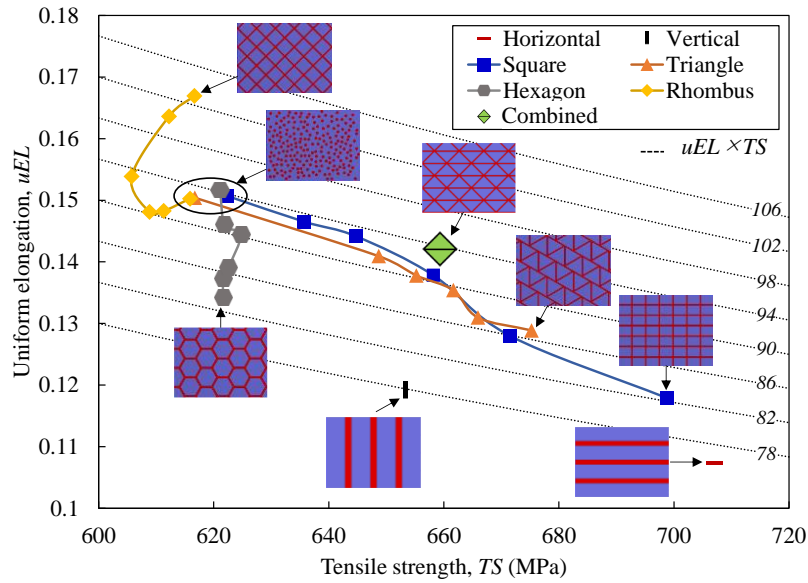 0.18
0.17
0.16
0.15
0.14
0.13
0.12
0.11
0.1
Uniform elongation, uEL
Horizontal
Vertical
Square
Triangle
Hexagon
Rhombus
Combined
uEL ×TS
106
102
98
94
90
86
82
78
600
620
640
660
680
700
720
Tensile strength, TS (MPa)